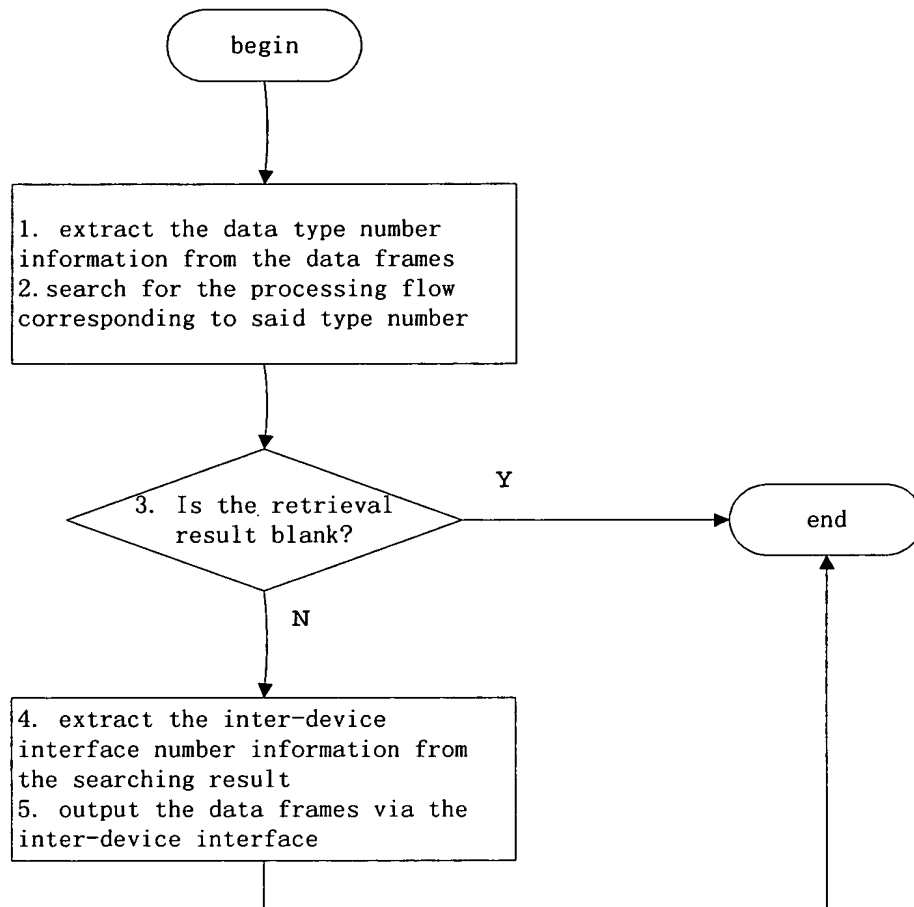 begin
1. extract the data type number
information from the data frames
2. search for the processing flow
corresponding to said type number
3. Is the retrieval
result blank?
Y
end
N
4. extract the inter-device
interface number information from
the searching result
5. output the data frames via the
inter-device interface